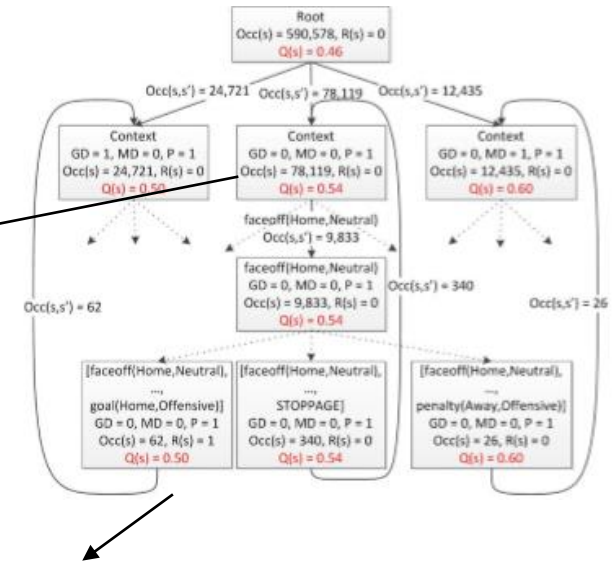 Root
Occ(s) = 590,578, R(s) = 0
Q(s) = 0.46
Occ(s,s') = 24,721
Occ(s,s') = 78,119
Occ(s,s') = 12,435
Context
GD = 1, MD = 0, P = 1
Occ(s) = 24,721, R(s) = 0
Q(s) = 0.50
Context
GD = 0, MD = 0, P = 1
Occ(s) = 78,119, R(s) = 0
Q(s) = 0.54
Context
GD = 0, MD = 1, P = 1
Occ(s) = 12,435, R(s) = 0
Q(s) = 0.60
faceoff(Home,Neutral)
Occ(s,s') = 9,833
faceoff(Home,Neutral)
GD = 0, MD = 0, P = 1
Occ(s) = 9,833, R(s) = 0
Q(s) = 0.54
Occ(s,s') = 62
Occ(s,s') = 340
Occ(s,s') = 26
[faceoff(Home,Neutral),
...,
goal(Home,Offensive)]
GD = 0, MD = 0, P = 1
Occ(s) = 62, R(s) = 1
Q(s) = 0.50
[faceoff(Home,Neutral),
...,
STOPPAGE]
GD = 0, MD = 0, P = 1
Occ(s) = 340, R(s) = 0
Q(s) = 0.54
[faceoff(Home,Neutral),
...,
penalty(Away,Offensive)]
GD = 0, MD = 0, P = 1
Occ(s) = 26, R(s) = 0
Q(s) = 0.60